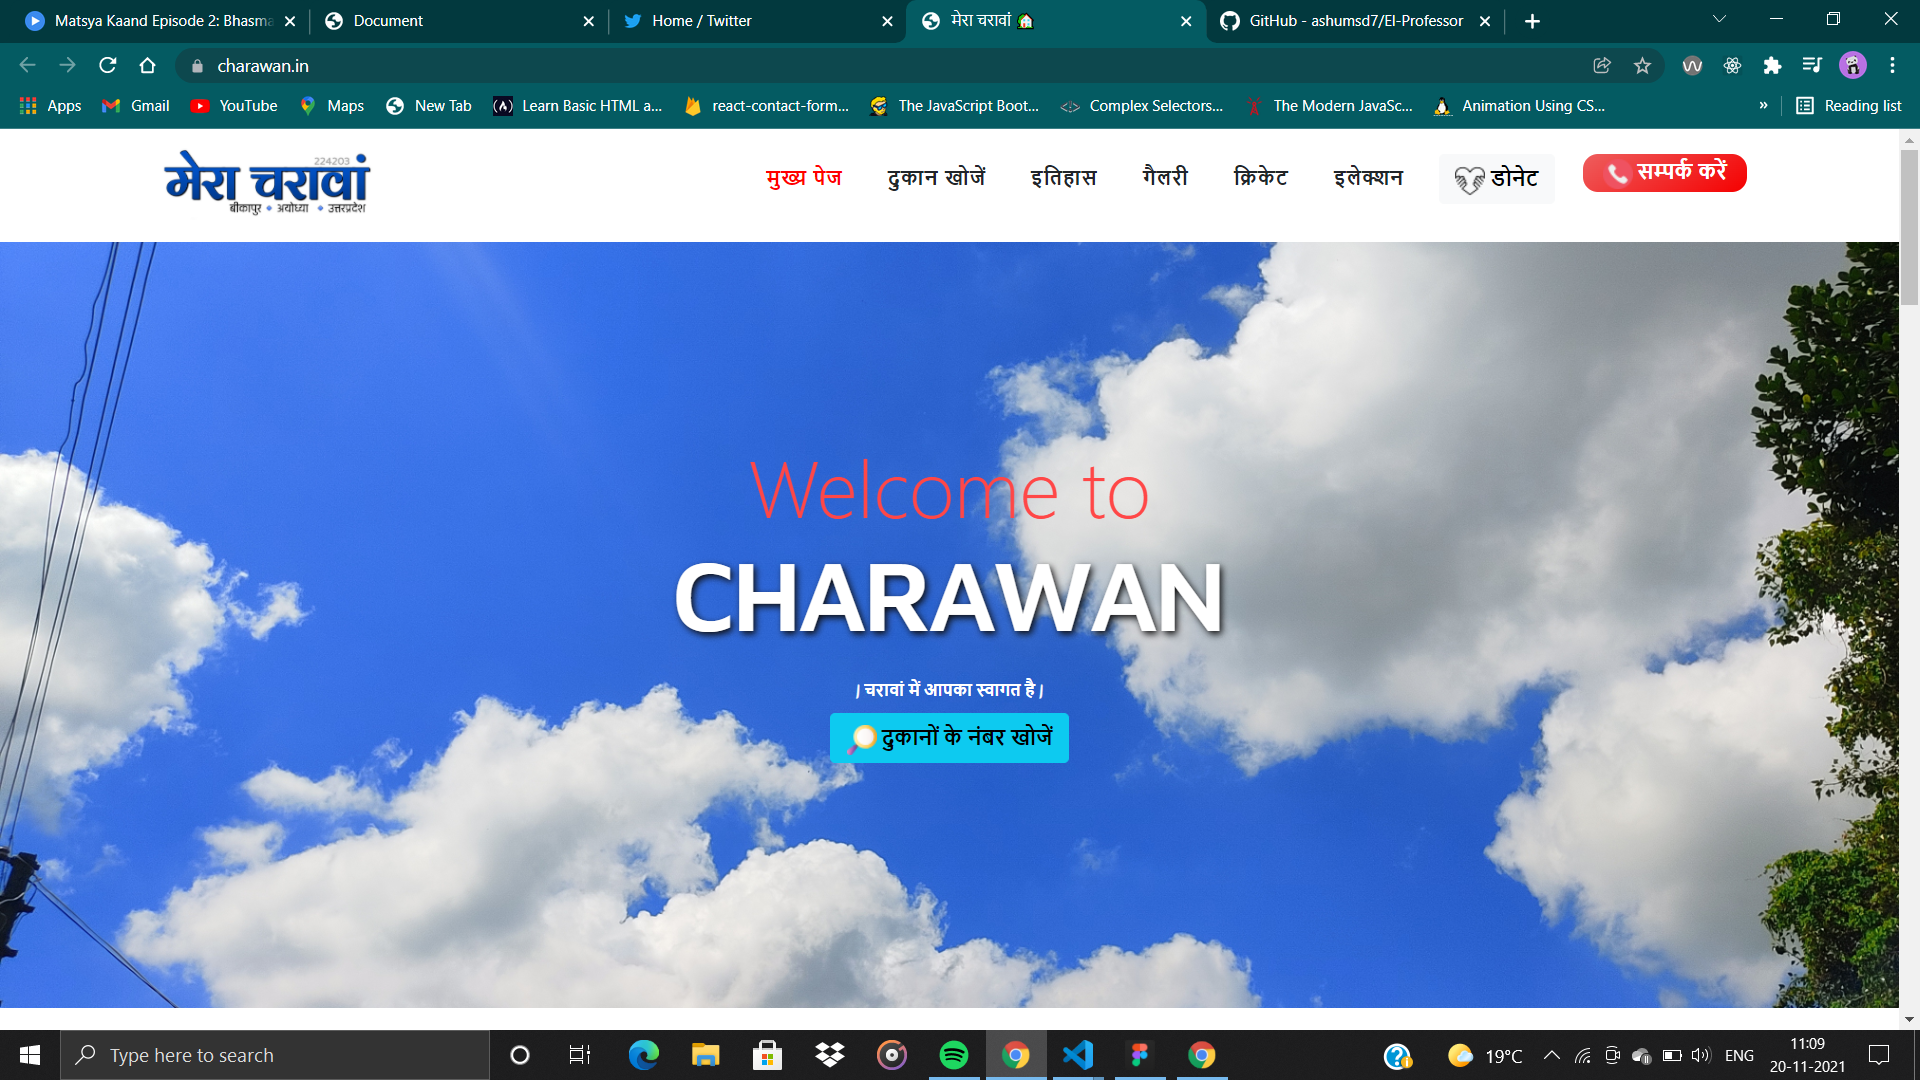 Matsya Kaand Episode 2: Bhasma
Document
Home / Twitter
मेरा चरावां
GitHub - ashumsd7/El-Professor
charawan.in
Apps
Gmail
YouTube
Maps
New Tab
Learn Basic HTML a...
react-contact-form...
The JavaScript Boot...
Complex Selectors...
The Modern JavaSc...
Animation Using CS...
»
Reading list
224203
मेरा चरावां
बीकापुर • अयोध्या • उत्तरप्रदेश
मुख्य पेज
दुकान खोजें
इतिहास
गैलरी
क्रिकेट
इलेक्शन
डोनेट
सम्पर्क करें
Welcome to
CHARAWAN
| चरावां में आपका स्वागत है |
दुकानों के नंबर खोजें
Type here to search
19°C
ENG
11:09
20-11-2021